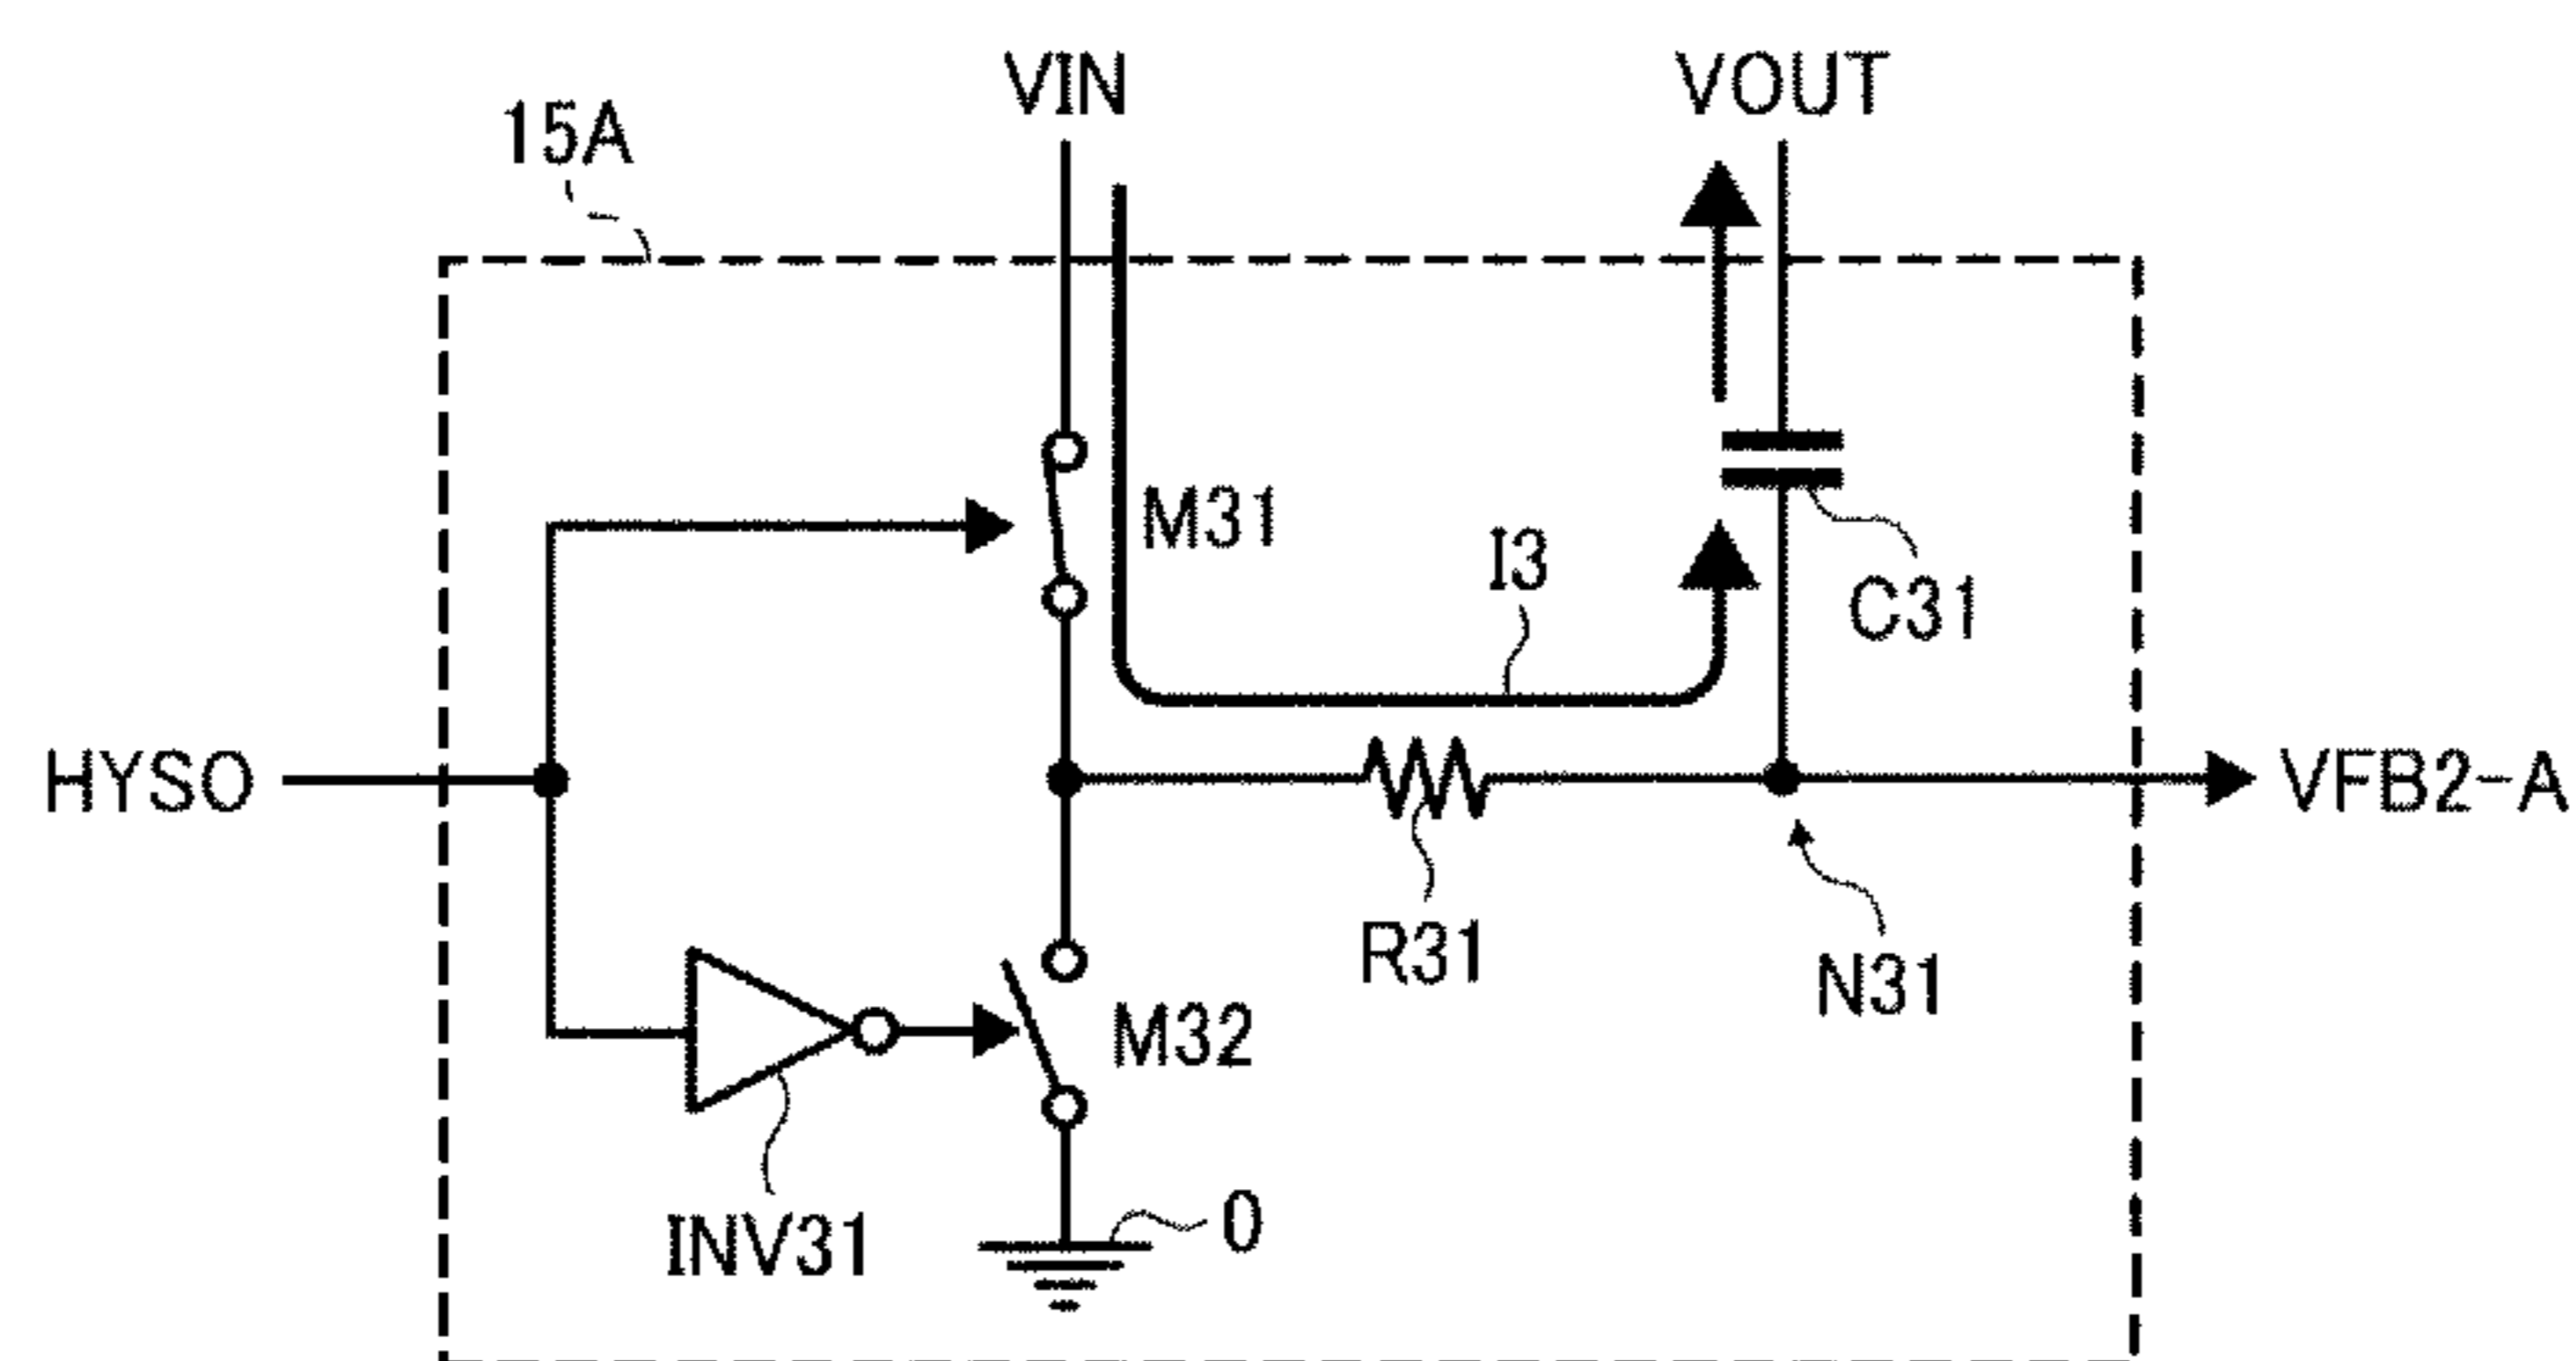 VIN
VOUT
15A
M31
I3
C31
HYSO
VFB2-A
R31
N31
M32
INV31
0